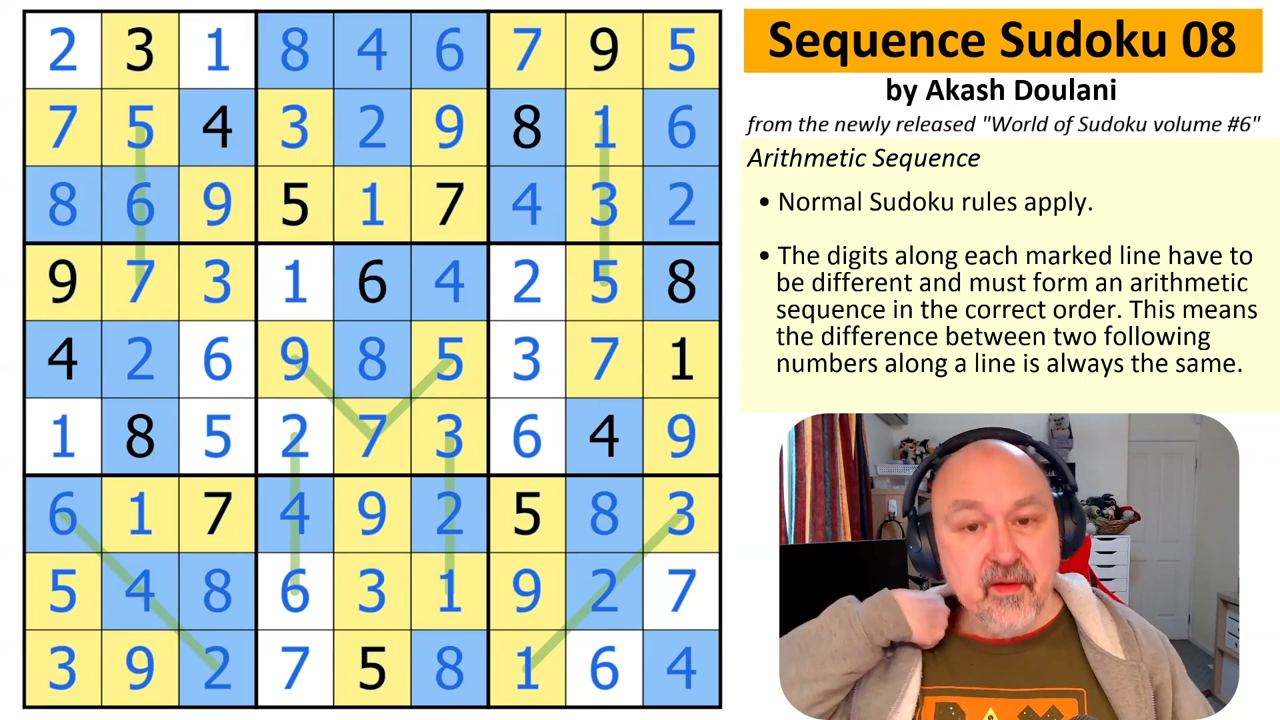 Sequence Sudoku 08
by Akash Doulani
from the newly released "World of Sudoku volume #6"
Arithmetic Sequence
• Normal Sudoku rules apply.
• The digits along each marked line have to
be different and must form an arithmetic
sequence in the correct order. This means
the difference between two following
numbers along a line is always the same.
2 3 1 8 4 6 7 9 5
7 5 4 3 2 9 8 1 6
8 6 9 5 1 7 4 3 2
9 7 3 1 6 4 2 5 8
4 2 6 9 8 5 3 7 1
1 8 5 2 7 3 6 4 9
6 1 7 4 9 2 5 8 3
5 4 8 6 3 1 9 2 7
3 9 2 7 5 8 1 6 4